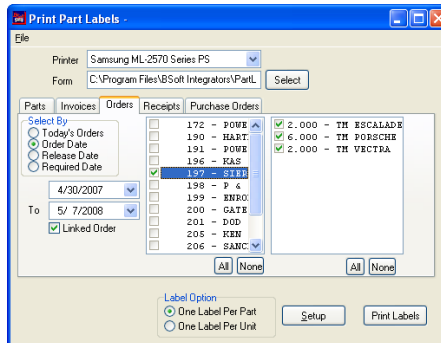 Print Part Labels -
File
Printer Samsung ML-2570 Series PS
Form C:\Program Files\BSoft Integrators\PartL Select
Parts Invoices Orders Receipts Purchase Orders
Select By
Today's Orders
Order Date
Release Date
Required Date
4/30/2007
To 5/ 7/2008
Linked Order
172 - POWE
190 - HART
191 - POWE
196 - KAS
197 - SIER
198 - P &
199 - ENRO
200 - GATE
201 - DOD
205 - KEN
206 - SANC
All None
2.000 - TM ESCALADE
6.000 - TM PORSCHE
2.000 - TM VECTRA
All None
Label Option
One Label Per Part
One Label Per Unit
Setup
Print Labels